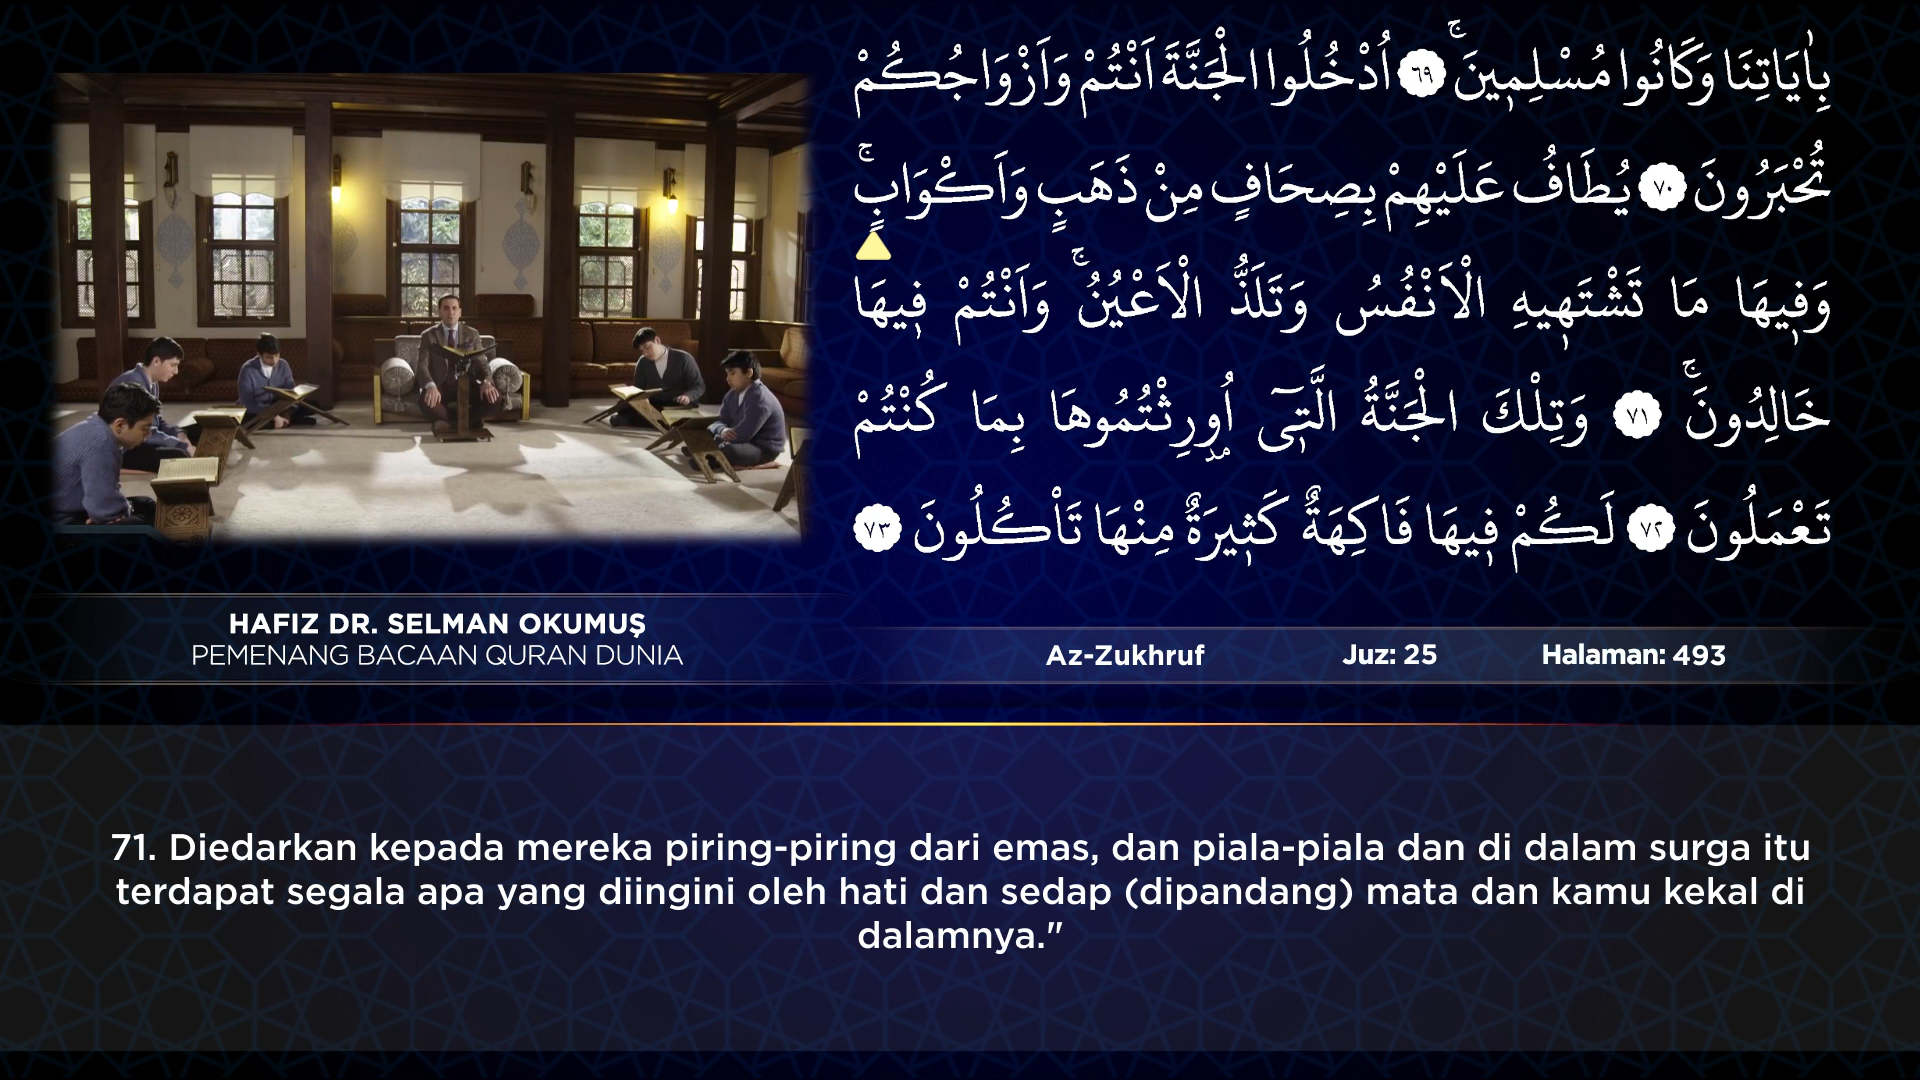 بِاٰيَاتِنَا وَكَانُوا مُسْلِمٖينَۚ ٦٩ اُدْخُلُوا الْجَنَّةَ اَنْتُمْ وَاَزْوَاجُكُمْ
تُحْبَرُونَ ٧٠ يُطَافُ عَلَيْهِمْ بِصِحَافٍ مِنْ ذَهَبٍ وَاَكْوَابٍۚ
وَفٖيهَا مَا تَشْتَهٖيهِ الْاَنْفُسُ وَتَلَذُّ الْاَعْيُنُۚ وَاَنْتُمْ فٖيهَا
خَالِدُونَۚ ٧١ وَتِلْكَ الْجَنَّةُ الَّتٖٓى اُو۫رِثْتُمُوهَا بِمَا كُنْتُمْ
تَعْمَلُونَ ٧٢ لَكُمْ فٖيهَا فَاكِهَةٌ كَثٖيرَةٌ مِنْهَا تَاْكُلُونَ ٧٣
HAFIZ DR. SELMAN OKUMUŞ
PEMENANG BACAAN QURAN DUNIA
Az-Zukhruf Juz: 25 Halaman: 493
71. Diedarkan kepada mereka piring-piring dari emas, dan piala-piala dan di dalam surga itu
terdapat segala apa yang diingini oleh hati dan sedap (dipandang) mata dan kamu kekal di
dalamnya."